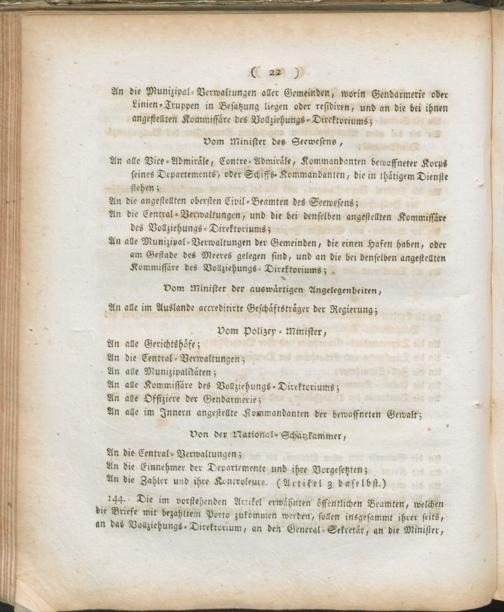 ( 22 )
An die Munizipal-Verwaltungen aller Gemeinden, worin Gendarmerie oder
Linien-Truppen in Besatzung liegen oder residiren, und an die bei ihnen
angestellten Kommissäre des Vollziehungs-Direktoriums;
Vom Minister des Seewesens,
An alle Vice-Admiräle, Contre-Admiräle, Kommandanten bewaffneter Korps
seines Departements, oder Schiffs-Kommandanten, die in thätigem Dienste
stehen;
An die angestellten obersten Civil-Beamten des Seewesens;
An die Central-Verwaltungen, und die bei denselben angestellten Kommissäre
des Vollziehungs-Direktoriums;
An alle Munizipal-Verwaltungen der Gemeinden, die einen Hafen haben, oder
am Gestade des Meeres gelegen sind, und an die bei denselben angestellten
Kommissäre des Vollziehungs-Direktoriums;
Vom Minister der auswärtigen Angelegenheiten,
An alle im Auslande accreditirte Geschäftsträger der Regierung;
Vom Polizey-Minister,
An alle Gerichtshöfe;
An die Central-Verwaltungen;
An alle Munizipalitäten;
An alle Kommissäre des Vollziehungs-Direktoriums;
An alle Offiziere der Gendarmerie;
An alle im Innern angestellte Kommandanten der bewaffneten Gewalt;
Von der National-Schatzkammer,
An die Central-Verwaltungen;
An die Einnehmer der Departemente und ihre Vorgesetzten;
An die Zahler und ihre Kontroleure. (Artikel 3 daselbst.)
144. Die im vorstehenden Artikel erwähnten öffentlichen Beamten, welchen
die Briefe mit bezahltem Porto zukommen werden, sollen insgesammt ihrer seits,
an das Vollziehungs-Direktorium, an den General-Sekretär, an die Minister,